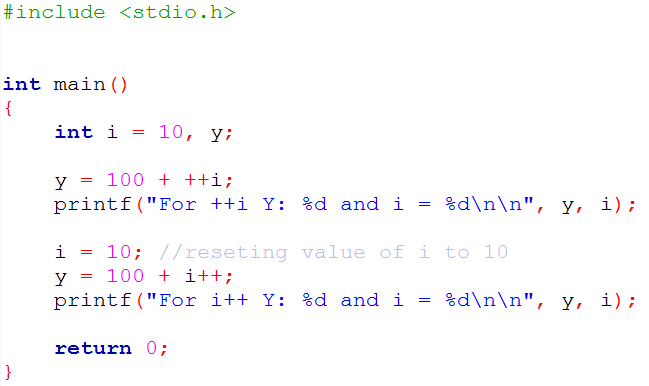 #include <stdio.h>
int main()
{
    int i = 10, y;
    y = 100 + ++i;
    printf("For ++i Y: %d and i = %d\n\n", y, i);
    i = 10; //reseting value of i to 10
    y = 100 + i++;
    printf("For i++ Y: %d and i = %d\n\n", y, i);
    return 0;
}